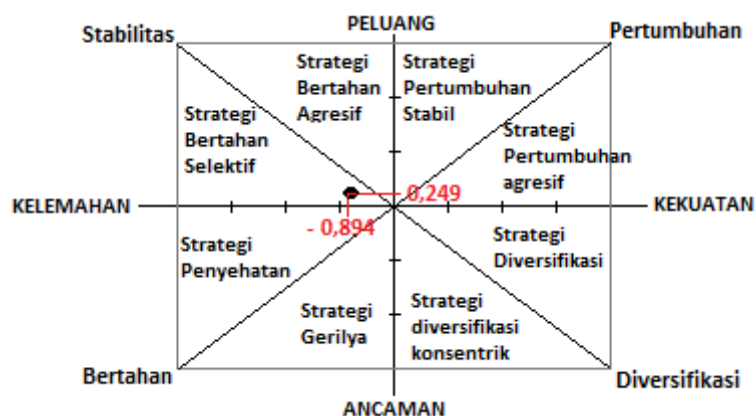 PELUANG
Stabilitas
Pertumbuhan
Strategi
Bertahan
Agresif
Strategi
Pertumbuhan
Stabil
Strategi
Bertahan
Selektif
Strategi
Pertumbuhan
agresif
KELEMAHAN
0,249
- 0,894
KEKUATAN
Strategi
Penyehatan
Strategi
Diversifikasi
Strategi
Gerilya
Strategi
diversifikasi
konsentrik
Bertahan
Diversifikasi
ANCAMAN